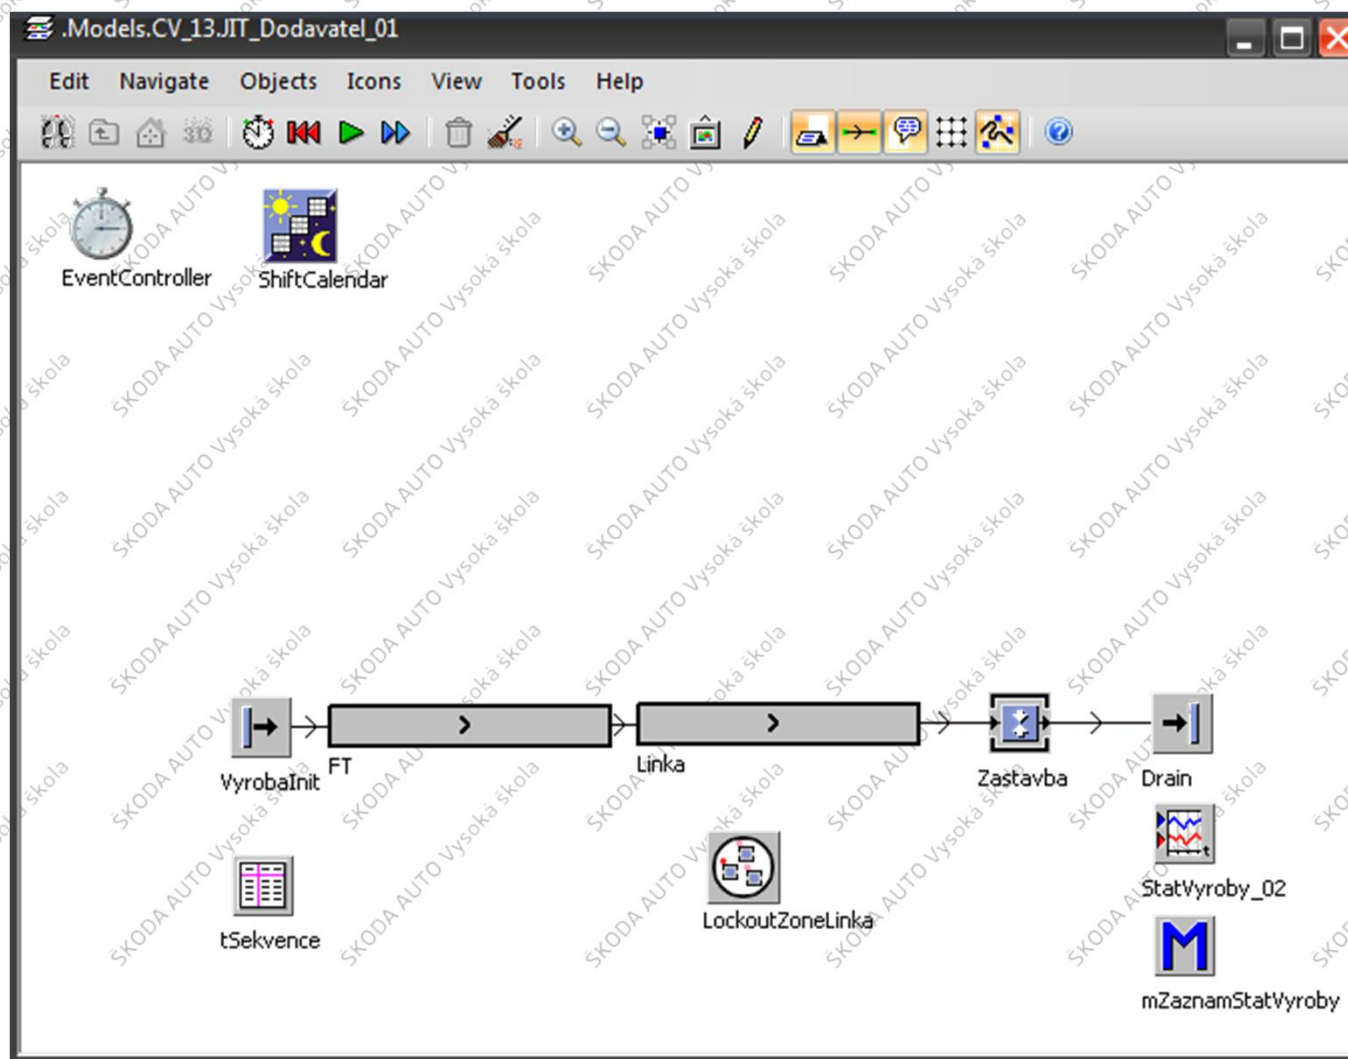 .Models.CV_13.JIT_Dodavatel_01
Edit Navigate Objects Icons View Tools Help
3D
EventController
ShiftCalendar
VyrobaInit
FT
Linka
Zastavba
Drain
tSekvence
LockoutZoneLinka
StatVyroby_02
M
mZaznamStatVyroby
ŠKODA AUTO Vysoká škola